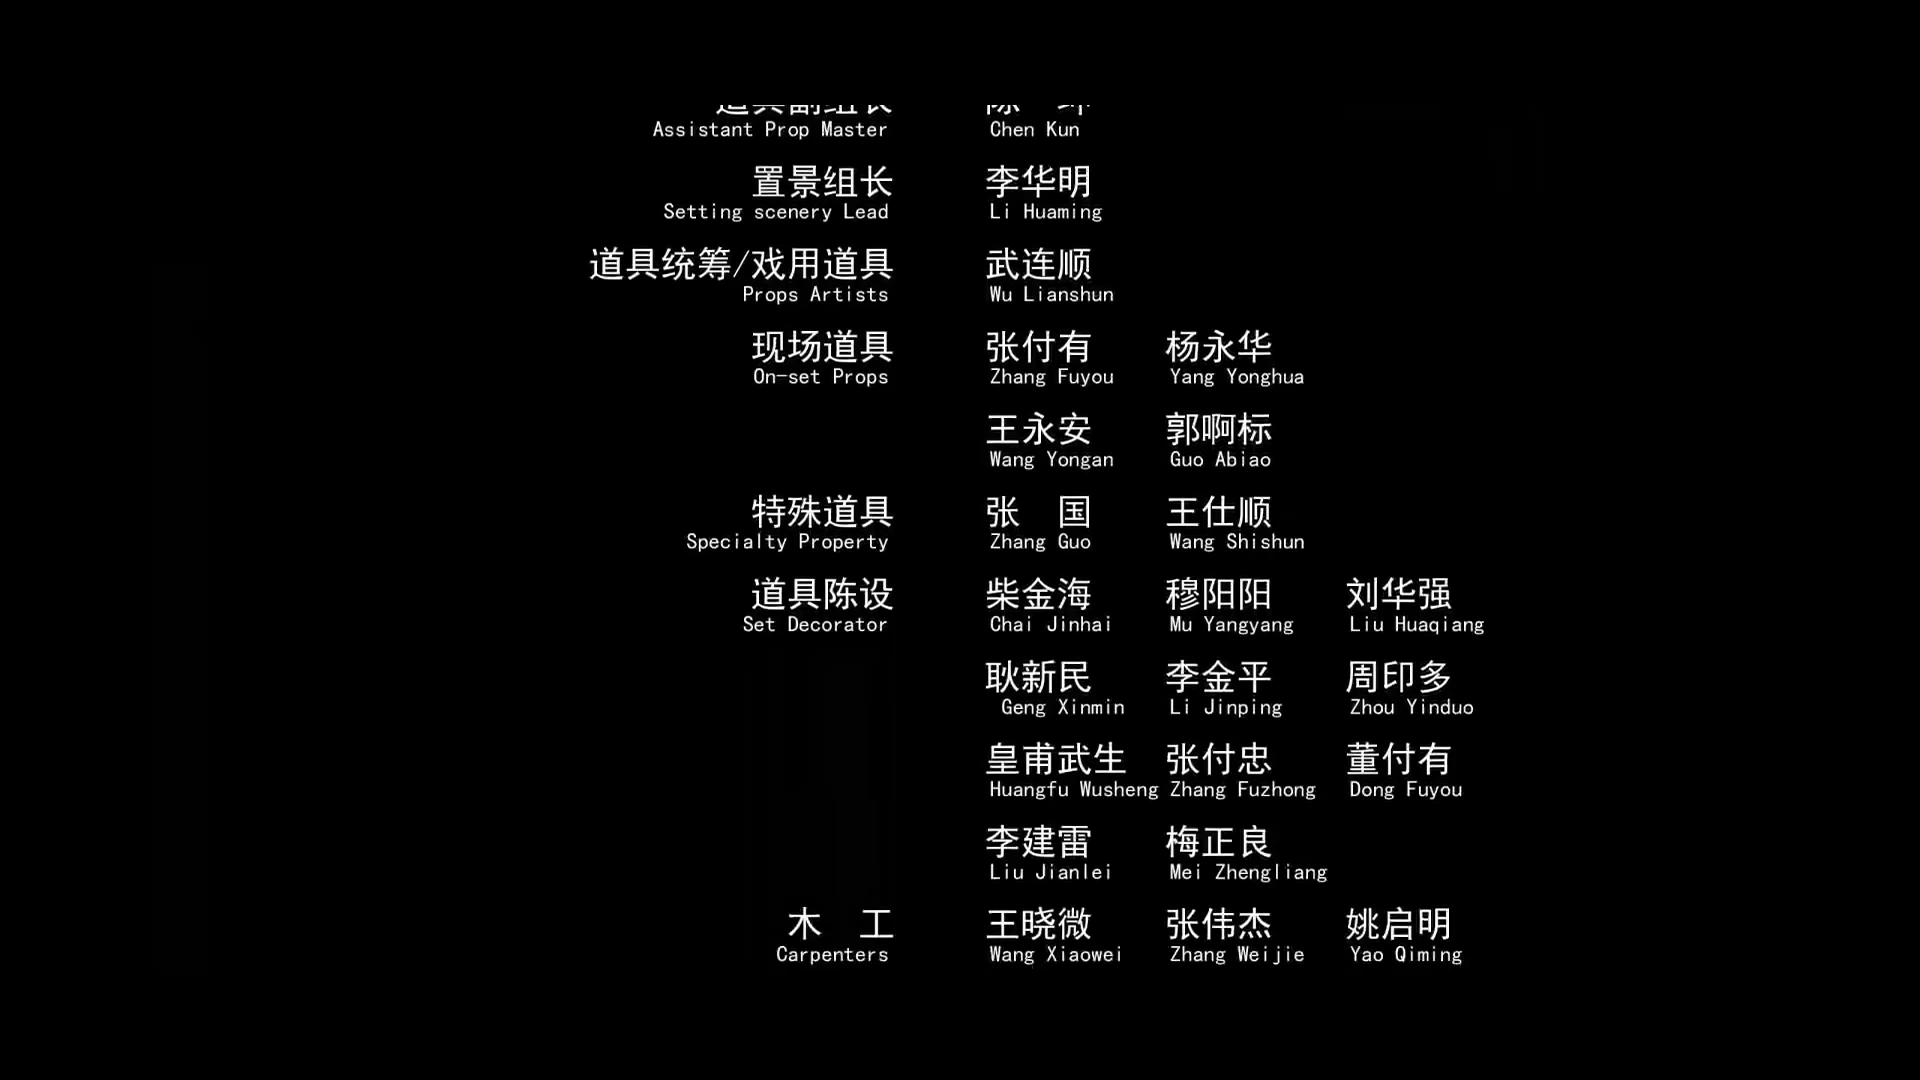 道具副组长 陈 坤
Assistant Prop Master Chen Kun
置景组长 李华明
Setting scenery Lead Li Huaming
道具统筹/戏用道具 武连顺
Props Artists Wu Lianshun
现场道具 张付有 杨永华
On-set Props Zhang Fuyou Yang Yonghua
王永安 郭啊标
Wang Yongan Guo Abiao
特殊道具 张 国 王仕顺
Specialty Property Zhang Guo Wang Shishun
道具陈设 柴金海 穆阳阳 刘华强
Set Decorator Chai Jinhai Mu Yangyang Liu Huaqiang
耿新民 李金平 周印多
Geng Xinmin Li Jinping Zhou Yinduo
皇甫武生 张付忠 董付有
Huangfu Wusheng Zhang Fuzhong Dong Fuyou
李建雷 梅正良
Liu Jianlei Mei Zhengliang
木 工 王晓微 张伟杰 姚启明
Carpenters Wang Xiaowei Zhang Weijie Yao Qiming